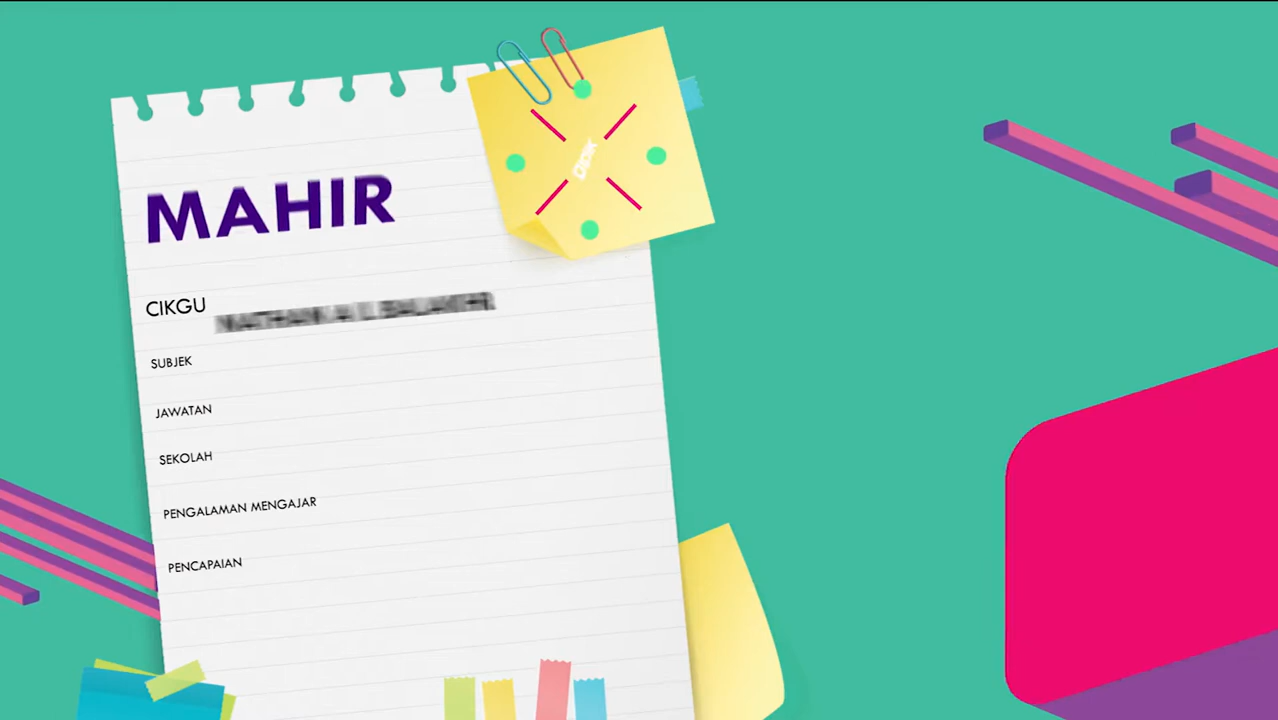 MAHIR
CIKGU
SUBJEK
JAWATAN
SEKOLAH
PENGALAMAN MENGAJAR
PENCAPAIAN